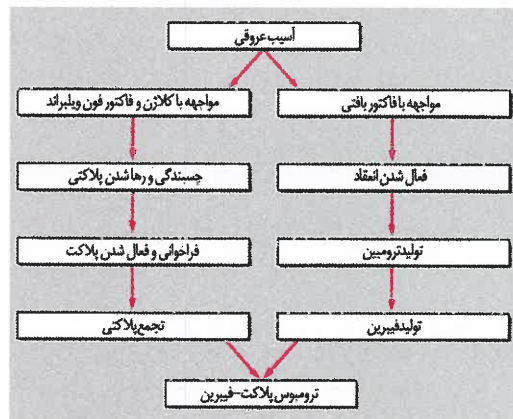 آسیب عروقی
مواجهه با فاکتور بافتی
مواجهه با کلاژن و فاکتور فون ویلبراند
فعال شدن انعقاد
چسبندگی و رها شدن پلاکتی
تولید ترومبین
فراخوانی و فعال شدن پلاکت
تولید فیبرین
تجمع پلاکتی
ترومبوس پلاکت-فیبرین